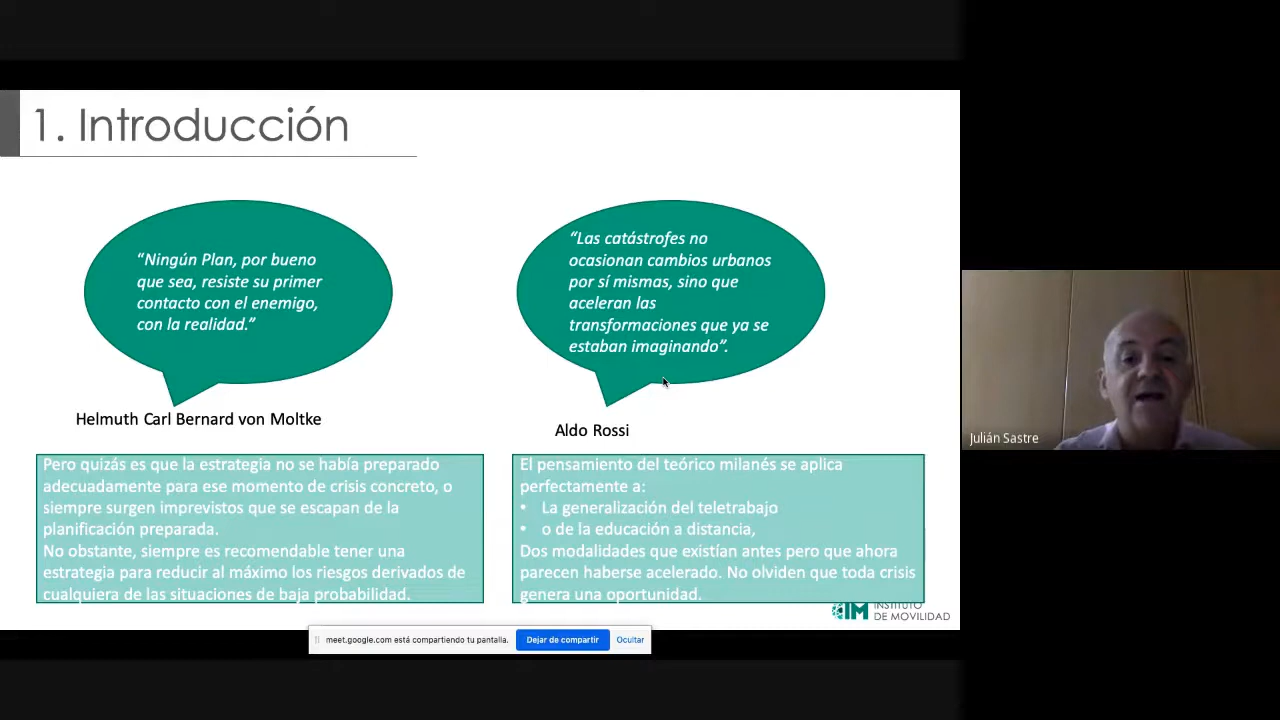 1. Introducción
“Ningún Plan, por bueno
que sea, resiste su primer
contacto con el enemigo,
con la realidad.”
Helmuth Carl Bernard von Moltke
Pero quizás es que la estrategia no se había preparado
adecuadamente para ese momento de crisis concreto, o
siempre surgen imprevistos que se escapan de la
planificación preparada.
No obstante, siempre es recomendable tener una
estrategia para reducir al máximo los riesgos derivados de
cualquiera de las situaciones de baja probabilidad.
“Las catástrofes no
ocasionan cambios urbanos
por sí mismas, sino que
aceleran las
transformaciones que ya se
estaban imaginando”.
Aldo Rossi
El pensamiento del teórico milanés se aplica
perfectamente a:
• La generalización del teletrabajo
• o de la educación a distancia,
Dos modalidades que existían antes pero que ahora
parecen haberse acelerado. No olviden que toda crisis
genera una oportunidad.
IM INSTITUTO
DE MOVILIDAD
Julián Sastre
meet.google.com está compartiendo tu pantalla. Dejar de compartir Ocultar